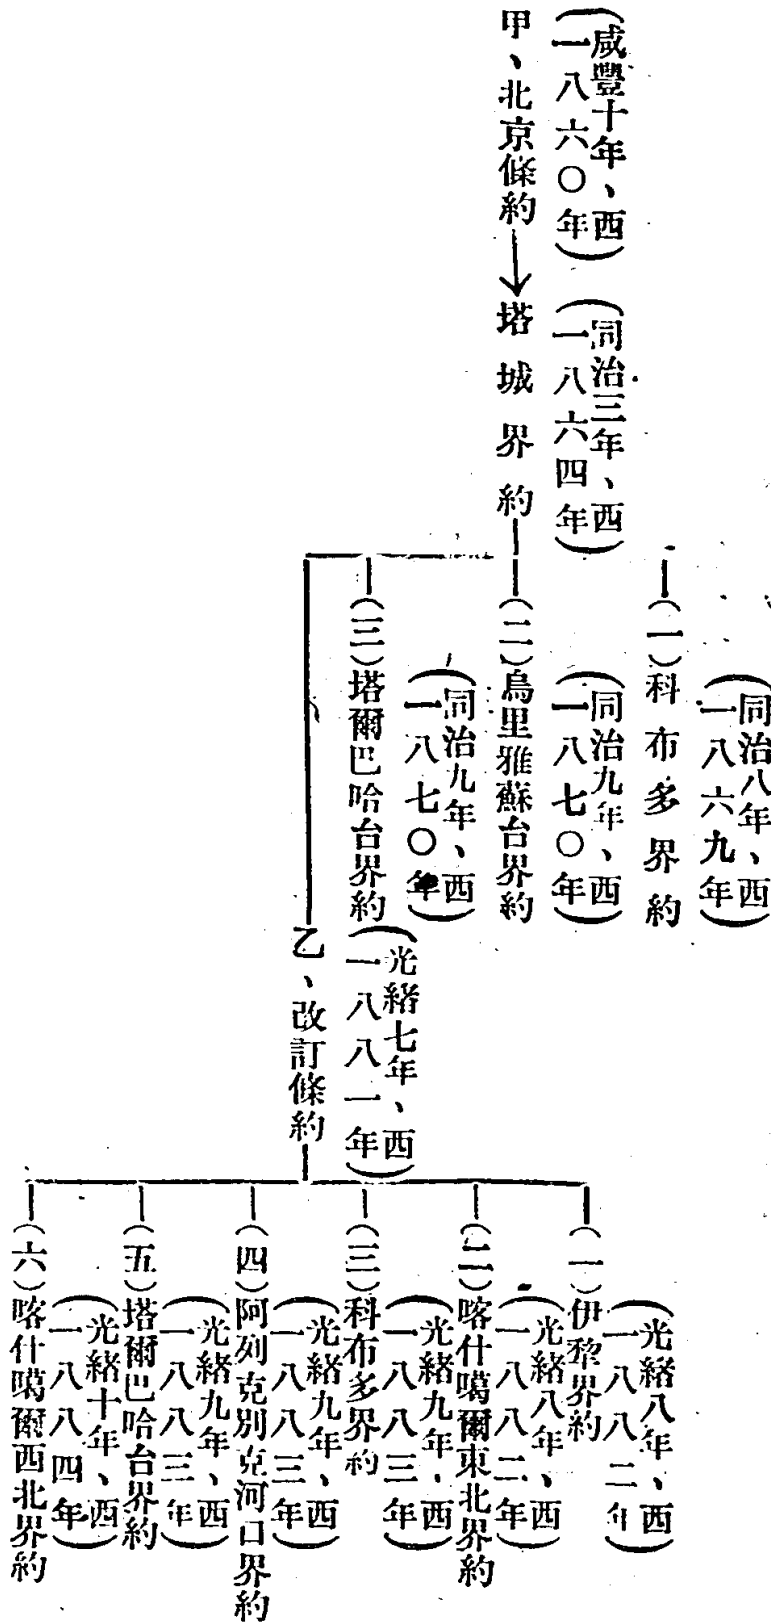 (咸豐十年、西
一八六〇年)
甲、北京條約
(同治三年、西
一八六四年)
塔城界約
(同治八年、西
一八六九年)
(一)科布多界約
(同治九年、西
一八七〇年)
(二)烏里雅蘇台界約
(同治九年、西
一八七〇年)
(三)塔爾巴哈台界約
(光緒七年、西
一八八一年)
乙、改訂條約
(光緒八年、西
一八八二年)
(一)伊犂界約
(光緒八年、西
一八八二年)
(二)喀什噶爾東北界約
(光緒九年、西
一八八三年)
(三)科布多界約
(光緒九年、西
一八八三年)
(四)阿列克別克河口界約
(光緒九年、西
一八八三年)
(五)塔爾巴哈台界約
(光緒十年、西
一八八四年)
(六)喀什噶爾西北界約